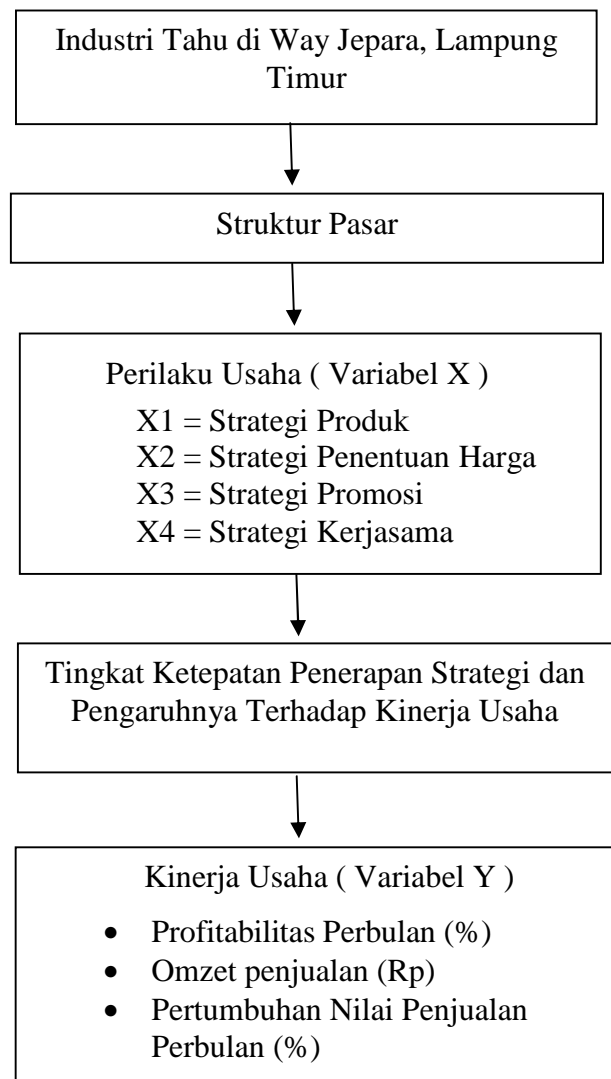 Industri Tahu di Way Jepara, Lampung
Timur
Struktur Pasar
Perilaku Usaha ( Variabel X )
X1 = Strategi Produk
X2 = Strategi Penentuan Harga
X3 = Strategi Promosi
X4 = Strategi Kerjasama
Tingkat Ketepatan Penerapan Strategi dan
Pengaruhnya Terhadap Kinerja Usaha
Kinerja Usaha ( Variabel Y )
• Profitabilitas Perbulan (%)
• Omzet penjualan (Rp)
• Pertumbuhan Nilai Penjualan
Perbulan (%)